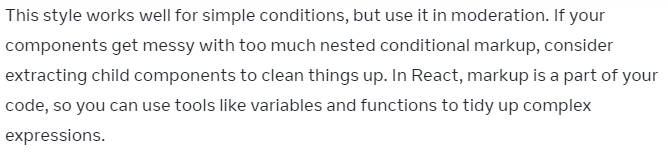 This style works well for simple conditions, but use it in moderation. If your
components get messy with too much nested conditional markup, consider
extracting child components to clean things up. In React, markup is a part of your
code, so you can use tools like variables and functions to tidy up complex
expressions.